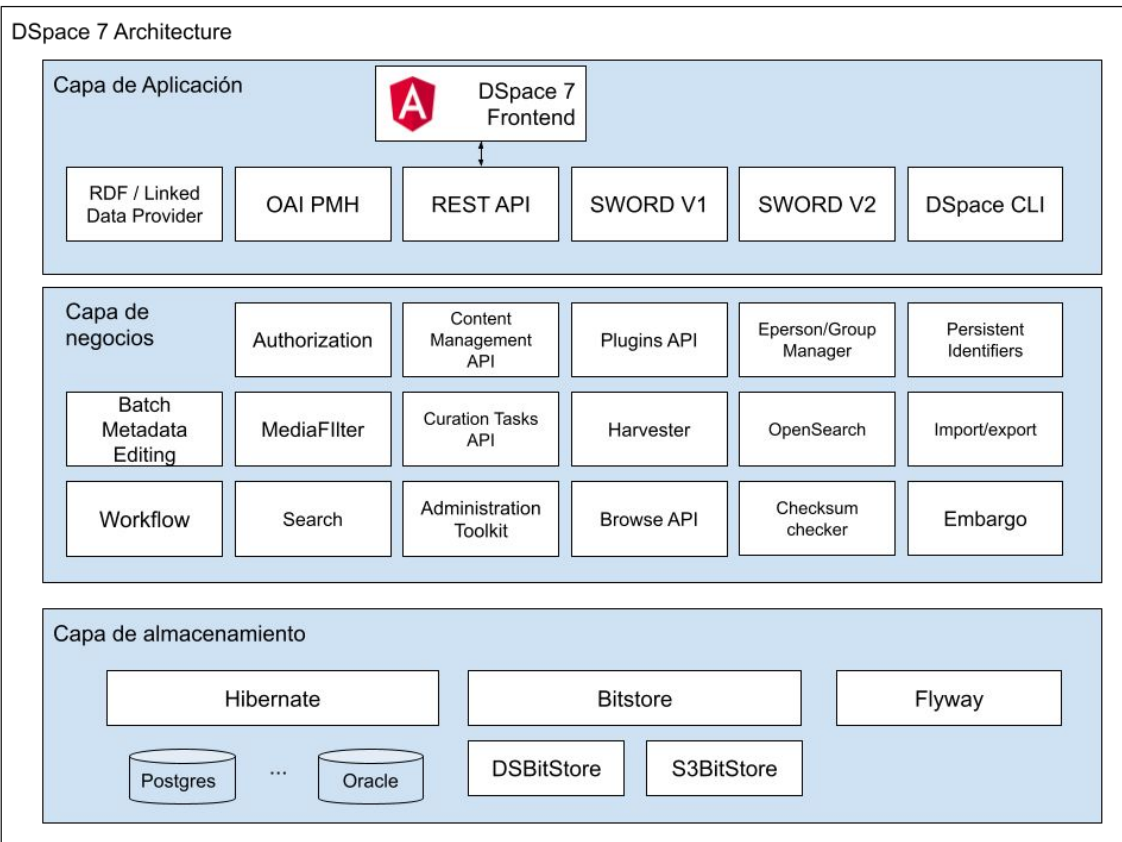 DSpace 7 Architecture
Capa de Aplicación
A
DSpace 7
Frontend
RDF / Linked
Data Provider
OAI PMH
REST API
SWORD V1
SWORD V2
DSpace CLI
Capa de
negocios
Authorization
Content
Management
API
Plugins API
Eperson/Group
Manager
Persistent
Identifiers
Batch
Metadata
Editing
MediaFIlter
Curation Tasks
API
Harvester
OpenSearch
Import/export
Workflow
Search
Administration
Toolkit
Browse API
Checksum
checker
Embargo
Capa de almacenamiento
Hibernate
Bitstore
Flyway
Postgres
...
Oracle
DSBitStore
S3BitStore